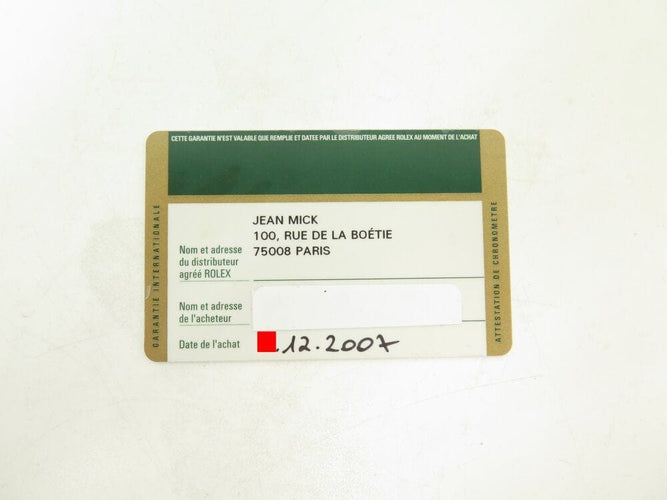 CETTE GARANTIE N'EST VALABLE QUE REMPLIE ET DATEE PAR LE DISTRIBUTEUR AGREE ROLEX AU MOMENT DE L'ACHAT
GARANTIE INTERNATIONALE
JEAN MICK
100, RUE DE LA BOÉTIE
75008 PARIS
Nom et adresse
du distributeur
agréé ROLEX
Nom et adresse
de l'acheteur
Date de l'achat .12.2007
ATTESTATION DE CHRONOMETRE